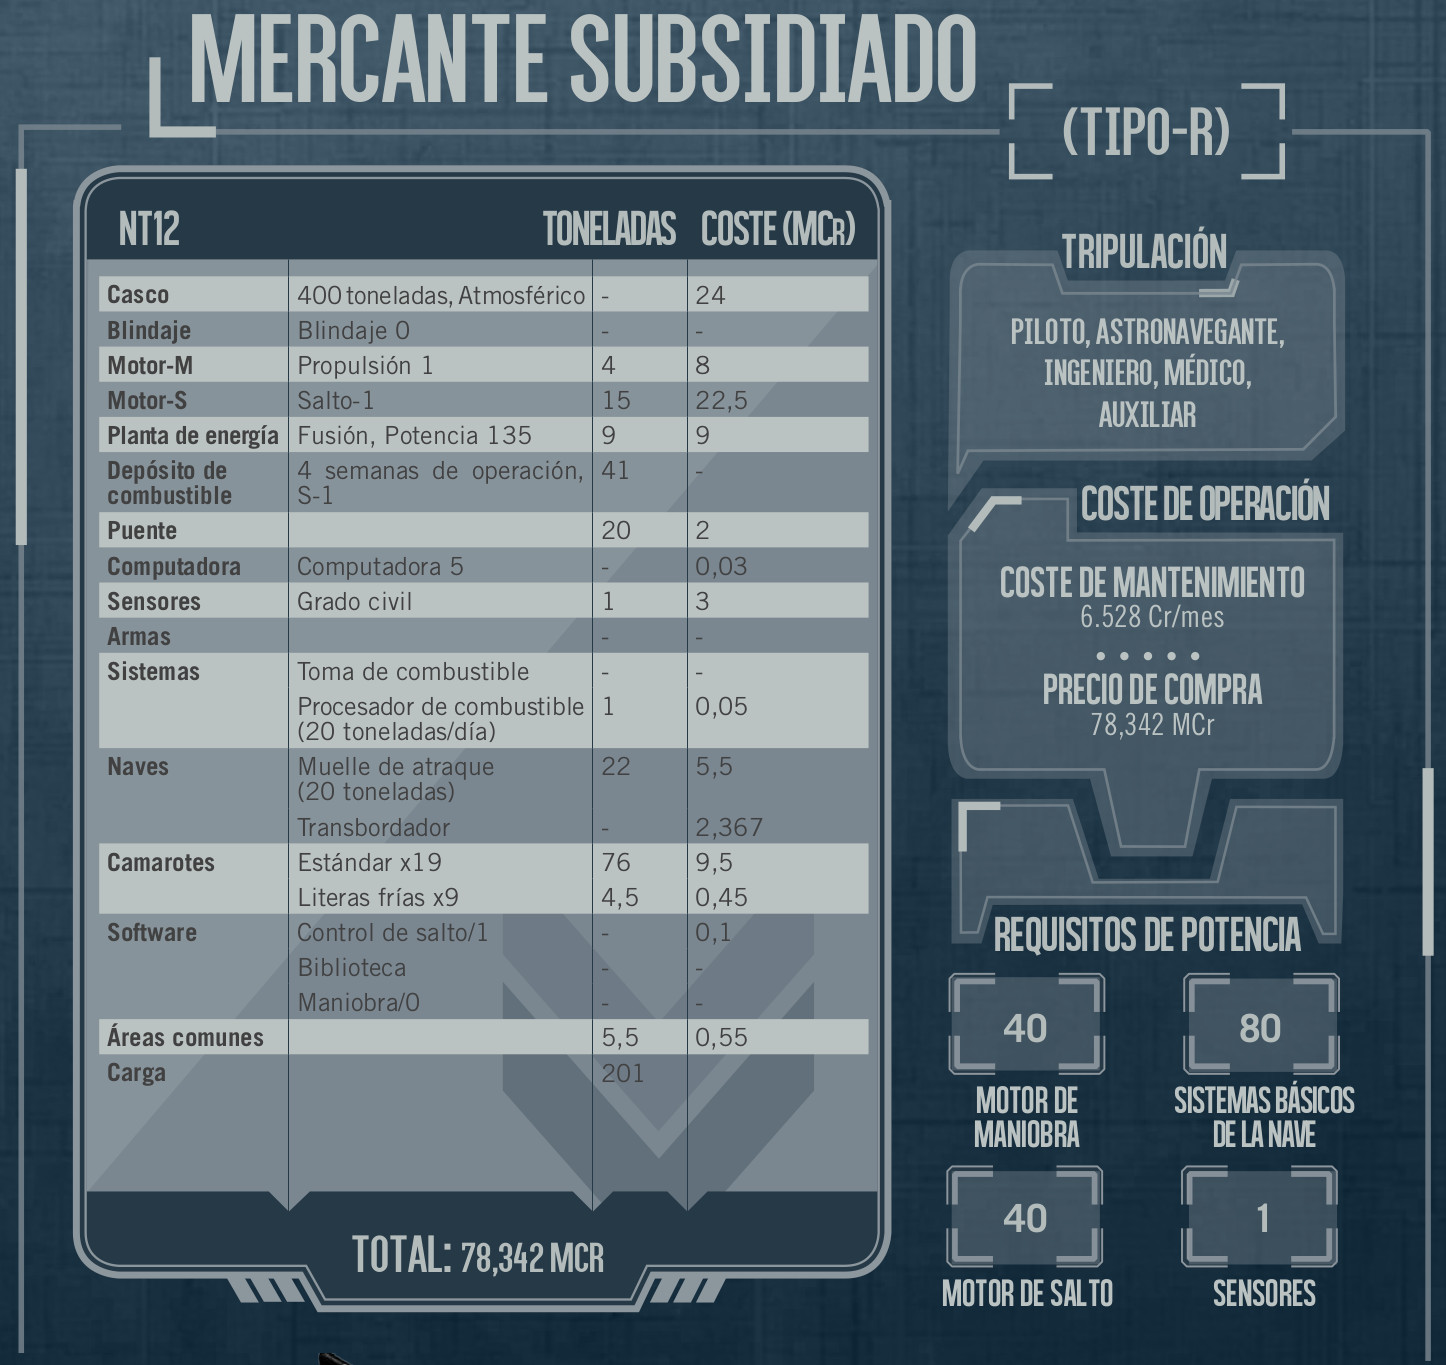 MERCANTE SUBSIDIADO
(TIPO-R)
NT12 TONELADAS COSTE (MCR)
Casco 400 toneladas, Atmosférico - 24
Blindaje Blindaje 0 - -
Motor-M Propulsión 1 4 8
Motor-S Salto-1 15 22,5
Planta de energía Fusión, Potencia 135 9 9
Depósito de 4 semanas de operación, 41 -
combustible S-1
Puente 20 2
Computadora Computadora 5 - 0,03
Sensores Grado civil 1 3
Armas - -
Sistemas Toma de combustible - -
Procesador de combustible 1 0,05
(20 toneladas/día)
Naves Muelle de atraque 22 5,5
(20 toneladas)
Transbordador - 2,367
Camarotes Estándar x19 76 9,5
Literas frías x9 4,5 0,45
Software Control de salto/1 - 0,1
Biblioteca - -
Maniobra/0 - -
Áreas comunes 5,5 0,55
Carga 201
TOTAL: 78,342 MCR
TRIPULACIÓN
PILOTO, ASTRONAVEGANTE,
INGENIERO, MÉDICO,
AUXILIAR
COSTE DE OPERACIÓN
COSTE DE MANTENIMIENTO
6.528 Cr/mes
PRECIO DE COMPRA
78,342 MCr
REQUISITOS DE POTENCIA
40 80
MOTOR DE SISTEMAS BÁSICOS
MANIOBRA DE LA NAVE
40 1
MOTOR DE SALTO SENSORES